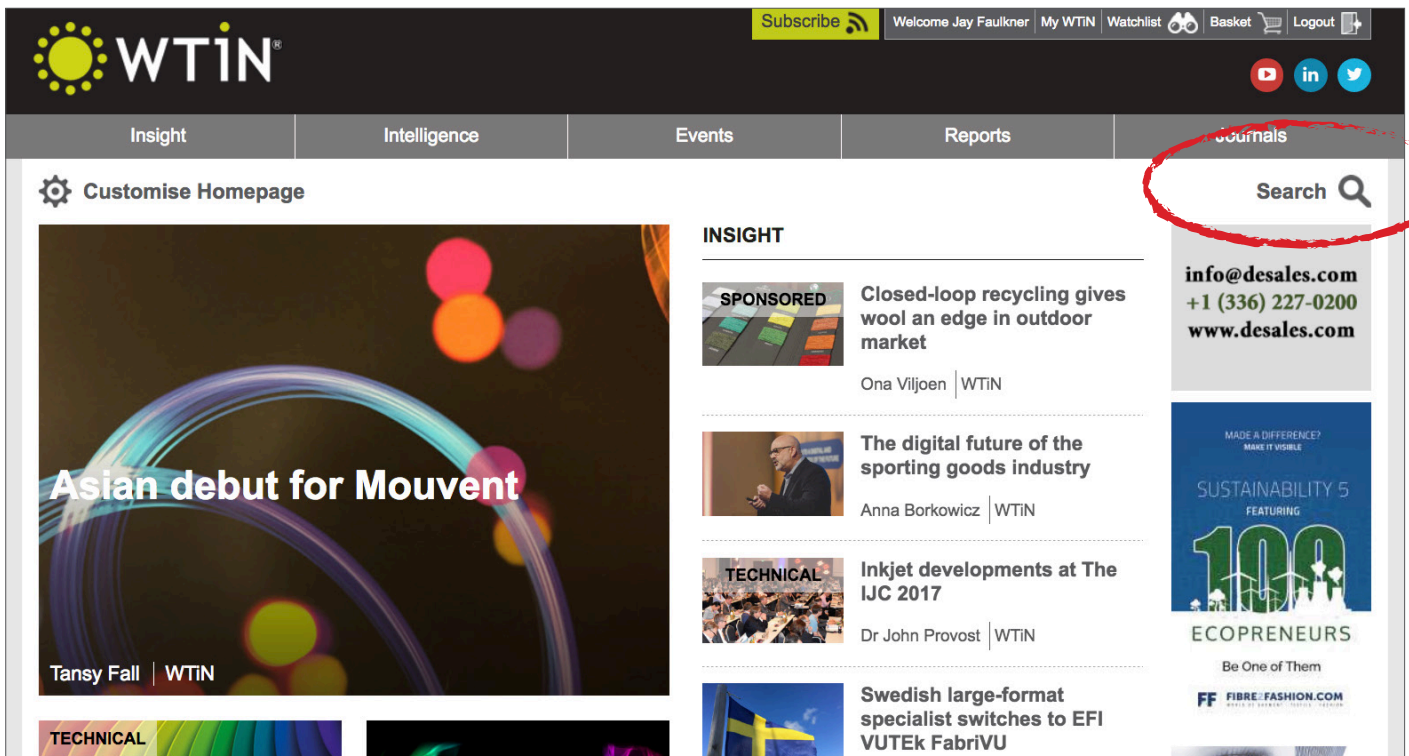 Subscribe
Welcome Jay Faulkner
My WTiN
Watchlist
Basket
Logout
WTiN®
in
Insight
Intelligence
Events
Reports
Journals
Customise Homepage
Search
Asian debut for Mouvent
Tansy Fall | WTiN
TECHNICAL
INSIGHT
SPONSORED
Closed-loop recycling gives
wool an edge in outdoor
market
Ona Viljoen | WTiN
The digital future of the
sporting goods industry
Anna Borkowicz | WTiN
TECHNICAL
Inkjet developments at The
IJC 2017
Dr John Provost | WTiN
Swedish large-format
specialist switches to EFI
VUTEk FabriVU
info@desales.com
+1 (336) 227-0200
www.desales.com
MADE A DIFFERENCE?
MAKE IT VISIBLE
SUSTAINABILITY 5
FEATURING
100
ECOPRENEURS
Be One of Them
FF FIBRE2FASHION.COM